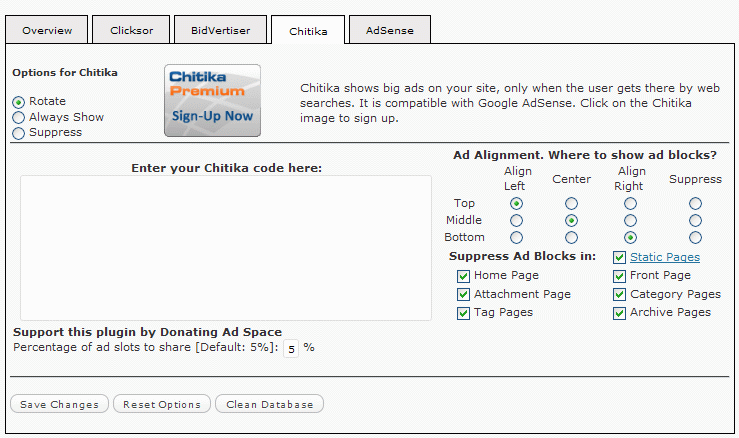 Overview Clicksor BidVertiser Chitika AdSense
Options for Chitika
Rotate
Always Show
Suppress
Chitika
Premium
Sign-Up Now
Chitika shows big ads on your site, only when the user gets there by web
searches. It is compatible with Google AdSense. Click on the Chitika
image to sign up.
Enter your Chitika code here:
Ad Alignment. Where to show ad blocks?
Align Left Center Align Right Suppress
Top
Middle
Bottom
Suppress Ad Blocks in: Static Pages
Home Page Front Page
Attachment Page Category Pages
Tag Pages Archive Pages
Support this plugin by Donating Ad Space
Percentage of ad slots to share [Default: 5%]: 5 %
Save Changes Reset Options Clean Database